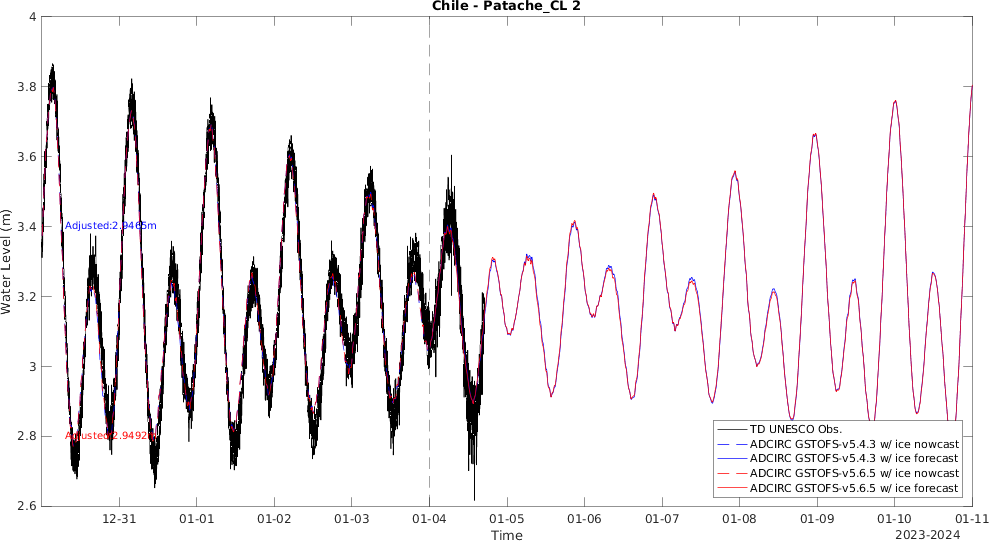 Chile - Patache_CL 2
Water Level (m)
4
3.8
3.6
3.4
3.2
3
2.8
2.6
Adjusted:2.9465m
Adjusted:2.9492m
TD UNESCO Obs.
ADCIRC GSTOFS-v5.4.3 w/ ice nowcast
ADCIRC GSTOFS-v5.4.3 w/ ice forecast
ADCIRC GSTOFS-v5.6.5 w/ ice nowcast
ADCIRC GSTOFS-v5.6.5 w/ ice forecast
12-31 01-01 01-02 01-03 01-04 01-05 01-06 01-07 01-08 01-09 01-10 01-11
Time
2023-2024